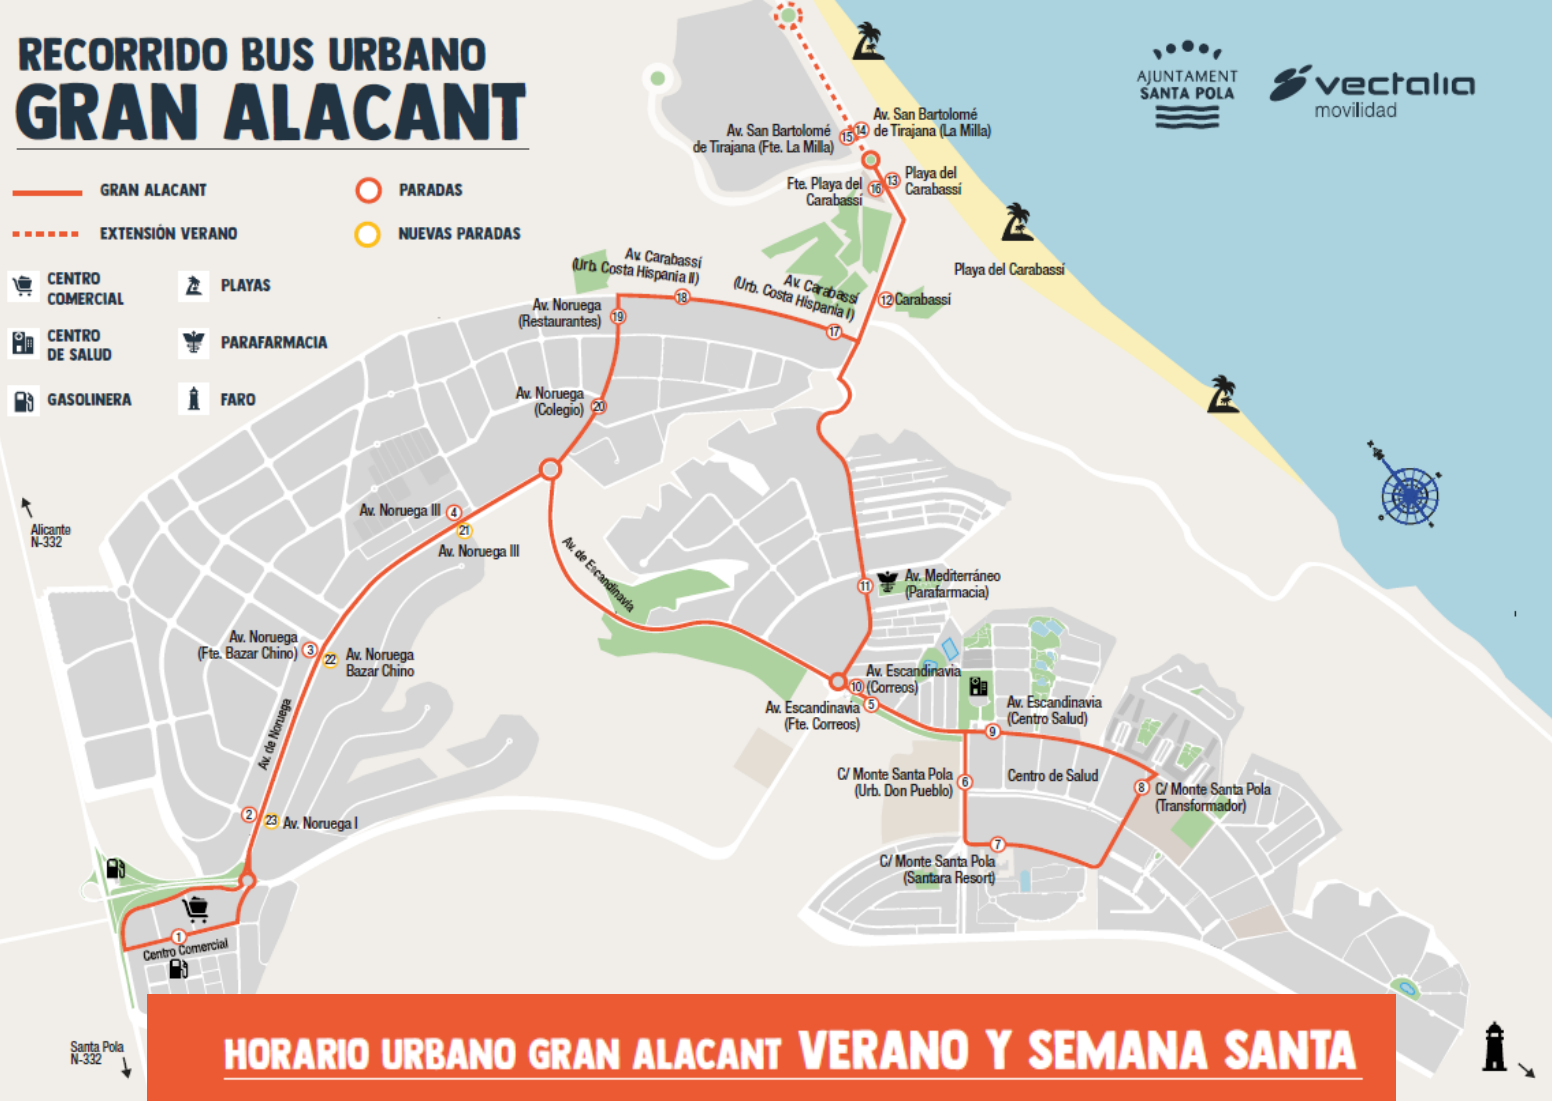 RECORRIDO BUS URBANO
GRAN ALACANT
GRAN ALACANT
PARADAS
EXTENSIÓN VERANO
NUEVAS PARADAS
CENTRO
COMERCIAL
PLAYAS
CENTRO
DE SALUD
PARAFARMACIA
GASOLINERA
FARO
AJUNTAMENT
SANTA POLA
vectalia
movilidad
Av. San Bartolomé
de Tirajana (La Milla)
14
Av. San Bartolomé
de Tirajana (Fte. La Milla)
15
Playa del
Carabassí
13
Fte. Playa del
Carabassí
16
Playa del Carabassí
Av. Carabassí
(Urb. Costa Hispania II)
18
Av. Carabassí
(Urb. Costa Hispania I)
17
12
Carabassí
Av. Noruega
(Restaurantes)
19
Av. Noruega
(Colegio)
20
Av. Noruega III
4
21
Av. Noruega III
Alicante
N-332
Av. de Escandinavia
11
Av. Mediterráneo
(Parafarmacia)
Av. Noruega
(Fte. Bazar Chino)
3
22
Av. Noruega
Bazar Chino
Av. Escandinavia
(Correos)
10
5
Av. Escandinavia
(Fte. Correos)
Av. Escandinavia
(Centro Salud)
9
Av. de Noruega
C/ Monte Santa Pola
(Urb. Don Pueblo)
6
Centro de Salud
8
C/ Monte Santa Pola
(Transformador)
2
23
Av. Noruega I
7
C/ Monte Santa Pola
(Santara Resort)
1
Centro Comercial
Santa Pola
N-332
HORARIO URBANO GRAN ALACANT VERANO Y SEMANA SANTA